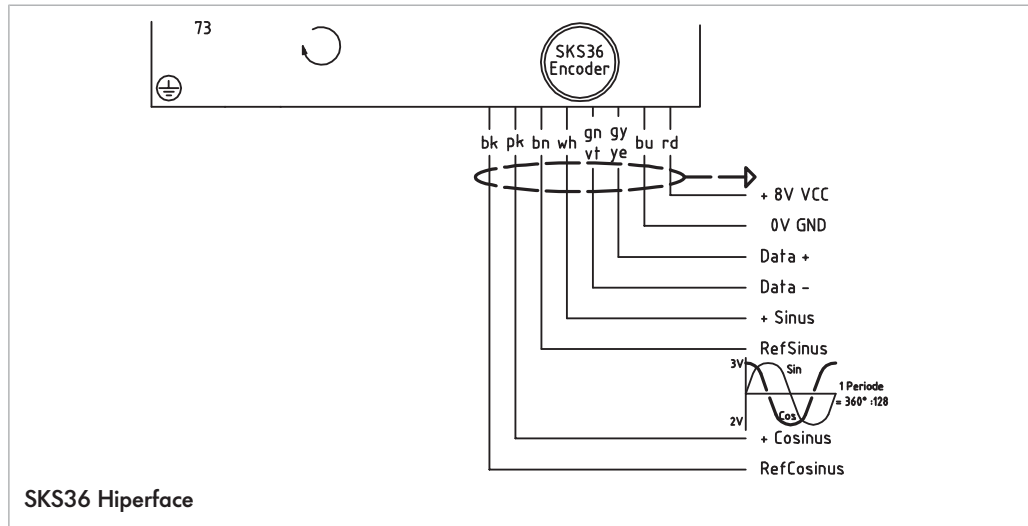 73
SKS36
Encoder
bk pk bn wh gn gy bu rd
vt ye
+ 8V VCC
0V GND
Data +
Data -
+ Sinus
RefSinus
3V
Sin
1 Periode
= 360° :128
Cos
2V
+ Cosinus
RefCosinus
SKS36 Hiperface